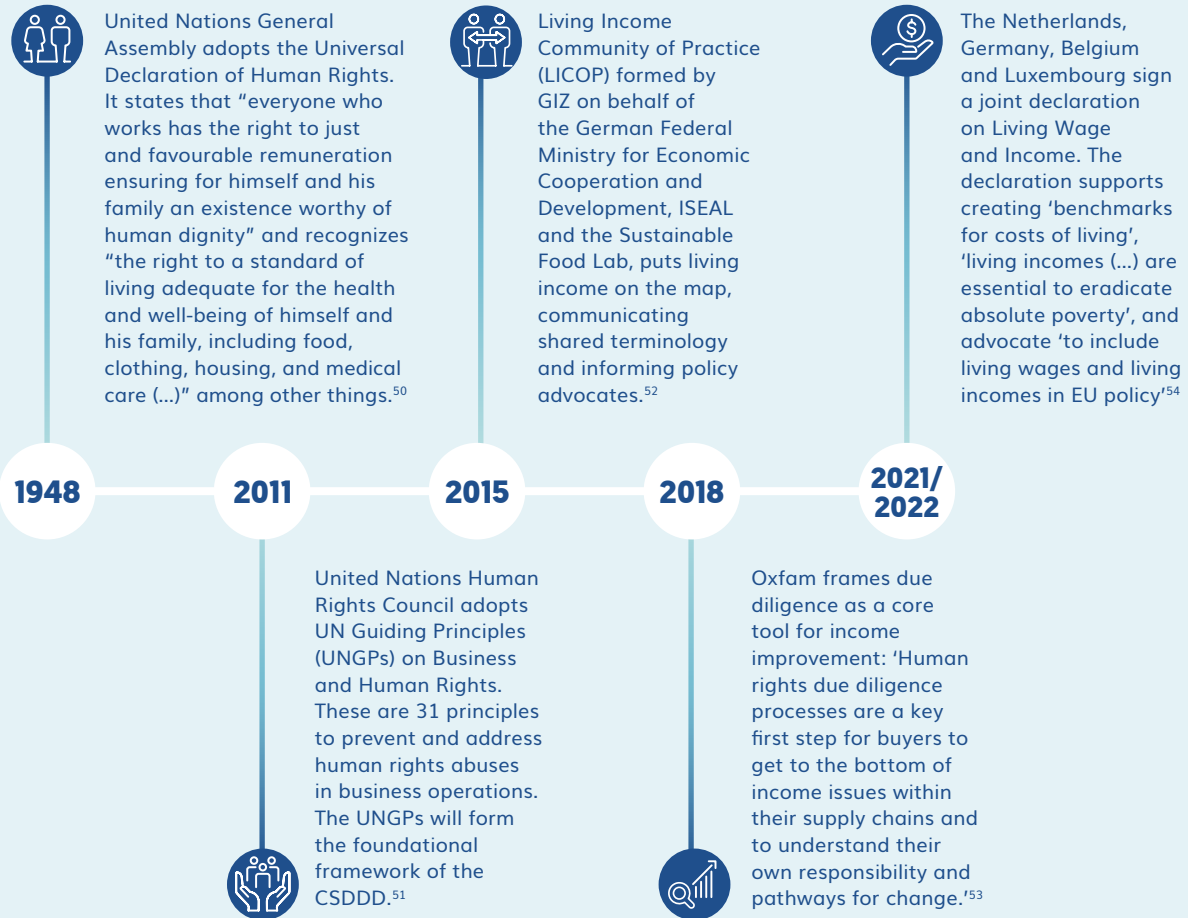 United Nations General
Assembly adopts the Universal
Declaration of Human Rights.
It states that “everyone who
works has the right to just
and favourable remuneration
ensuring for himself and his
family an existence worthy of
human dignity” and recognizes
“the right to a standard of
living adequate for the health
and well-being of himself and
his family, including food,
clothing, housing, and medical
care (...)” among other things.50
Living Income
Community of Practice
(LICOP) formed by
GIZ on behalf of
the German Federal
Ministry for Economic
Cooperation and
Development, ISEAL
and the Sustainable
Food Lab, puts living
income on the map,
communicating
shared terminology
and informing policy
advocates.52
$
The Netherlands,
Germany, Belgium
and Luxembourg sign
a joint declaration
on Living Wage
and Income. The
declaration supports
creating ‘benchmarks
for costs of living’,
‘living incomes (...) are
essential to eradicate
absolute poverty’, and
advocate ‘to include
living wages and living
incomes in EU policy’54
1948
2011
2015
2018
2021/
2022
United Nations Human
Rights Council adopts
UN Guiding Principles
(UNGPs) on Business
and Human Rights.
These are 31 principles
to prevent and address
human rights abuses
in business operations.
The UNGPs will form
the foundational
framework of the
CSDDD.51
Oxfam frames due
diligence as a core
tool for income
improvement: ‘Human
rights due diligence
processes are a key
first step for buyers to
get to the bottom of
income issues within
their supply chains and
to understand their
own responsibility and
pathways for change.’53